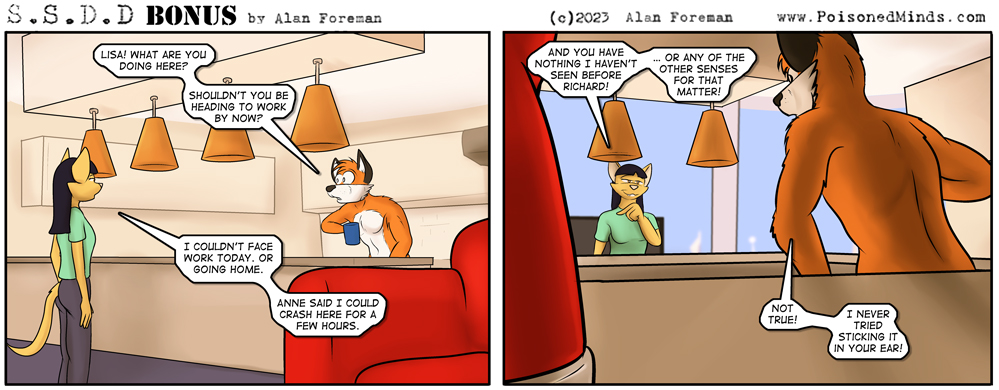 S.S.D.D BONUS by Alan Foreman
(c)2023 Alan Foreman
www.PoisonedMinds.com
LISA! WHAT ARE YOU
DOING HERE?
SHOULDN'T YOU BE
HEADING TO WORK
BY NOW?
I COULDN'T FACE
WORK TODAY. OR
GOING HOME.
ANNE SAID I COULD
CRASH HERE FOR A
FEW HOURS.
AND YOU HAVE
NOTHING I HAVEN'T
SEEN BEFORE
RICHARD!
... OR ANY OF THE
OTHER SENSES
FOR THAT
MATTER!
NOT
TRUE!
I NEVER
TRIED
STICKING IT
IN YOUR EAR!